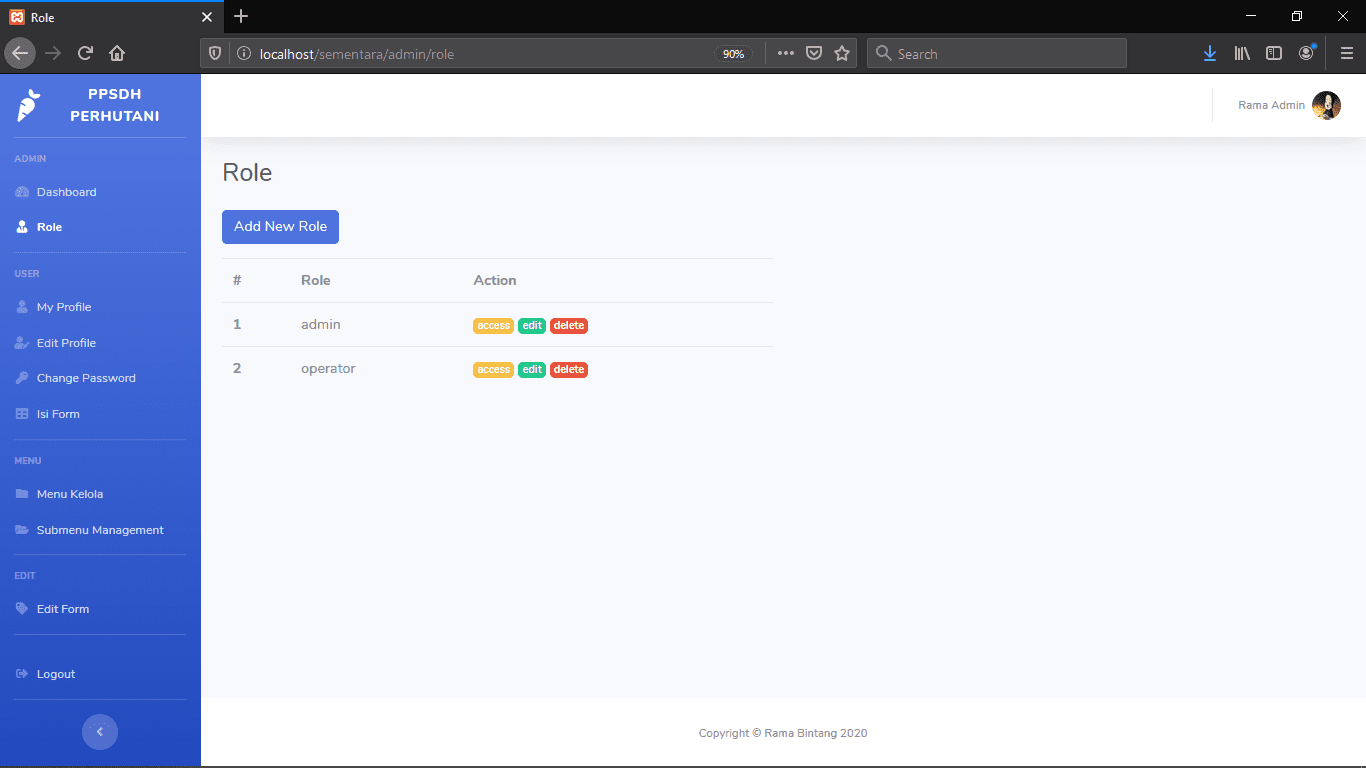 Role
localhost/sementara/admin/role
90%
Search
PPSDH
PERHUTANI
Rama Admin
ADMIN
Dashboard
Role
USER
My Profile
Edit Profile
Change Password
Isi Form
MENU
Menu Kelola
Submenu Management
EDIT
Edit Form
Logout
Role
Add New Role
# Role Action
1 admin access edit delete
2 operator access edit delete
Copyright © Rama Bintang 2020